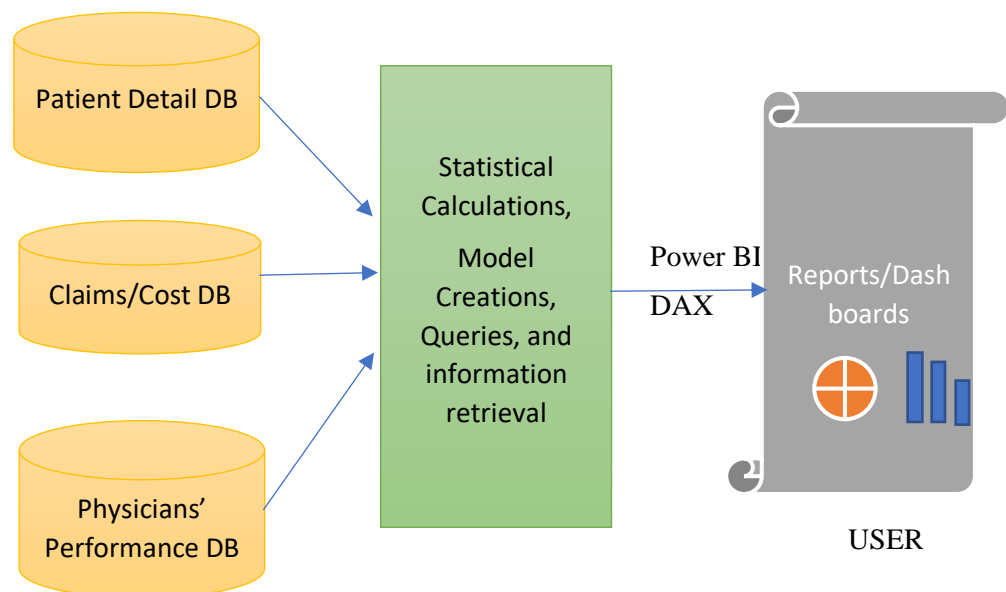 Patient Detail DB
Claims/Cost DB
Physicians’
Performance DB
Statistical
Calculations,
Model
Creations,
Queries, and
information
retrieval
Power BI
DAX
Reports/Dash
boards
USER